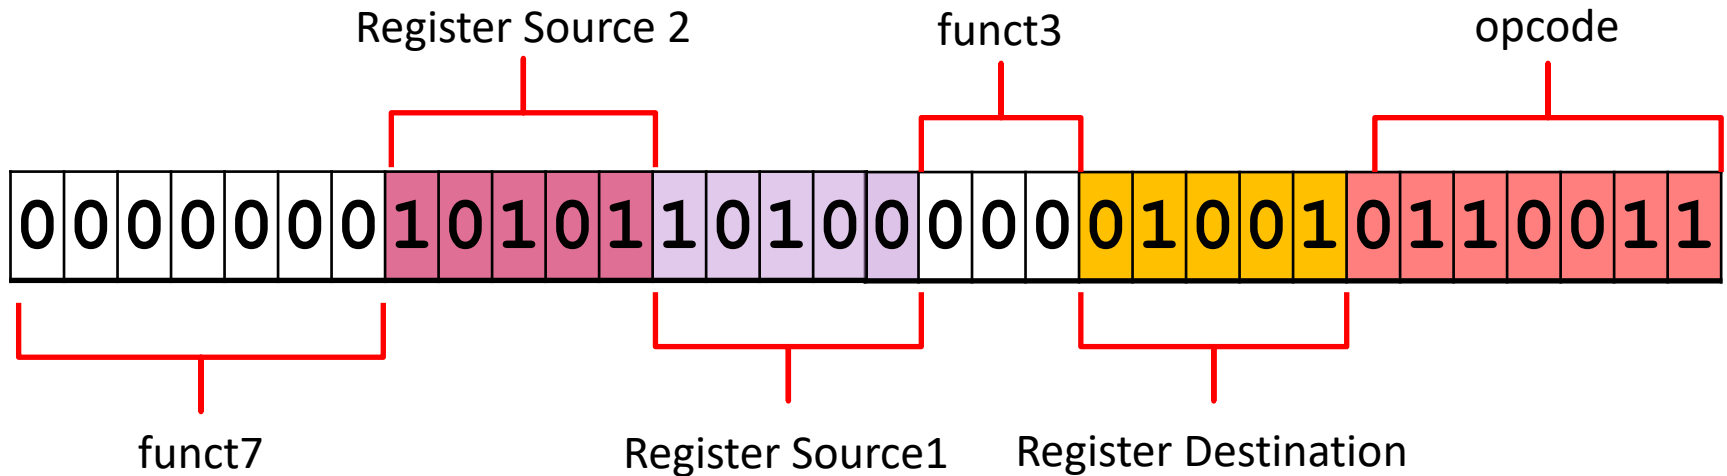 Register Source 2 funct3 opcode
00000001010110100000010010110011
funct7 Register Source1 Register Destination